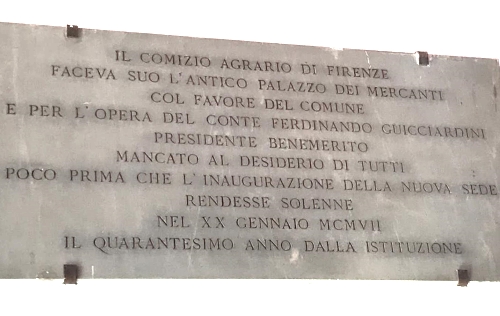 IL COMIZIO AGRARIO DI FIRENZE
FACEVA SUO L'ANTICO PALAZZO DEI MERCANTI
COL FAVORE DEL COMUNE
E PER L'OPERA DEL CONTE FERDINANDO GUICCIARDINI
PRESIDENTE BENEMERITO
MANCATO AL DESIDERIO DI TUTTI
POCO PRIMA CHE L'INAUGURAZIONE DELLA NUOVA SEDE
RENDESSE SOLENNE
NEL XX GENNAIO MCMVII
IL QUARANTESIMO ANNO DALLA ISTITUZIONE